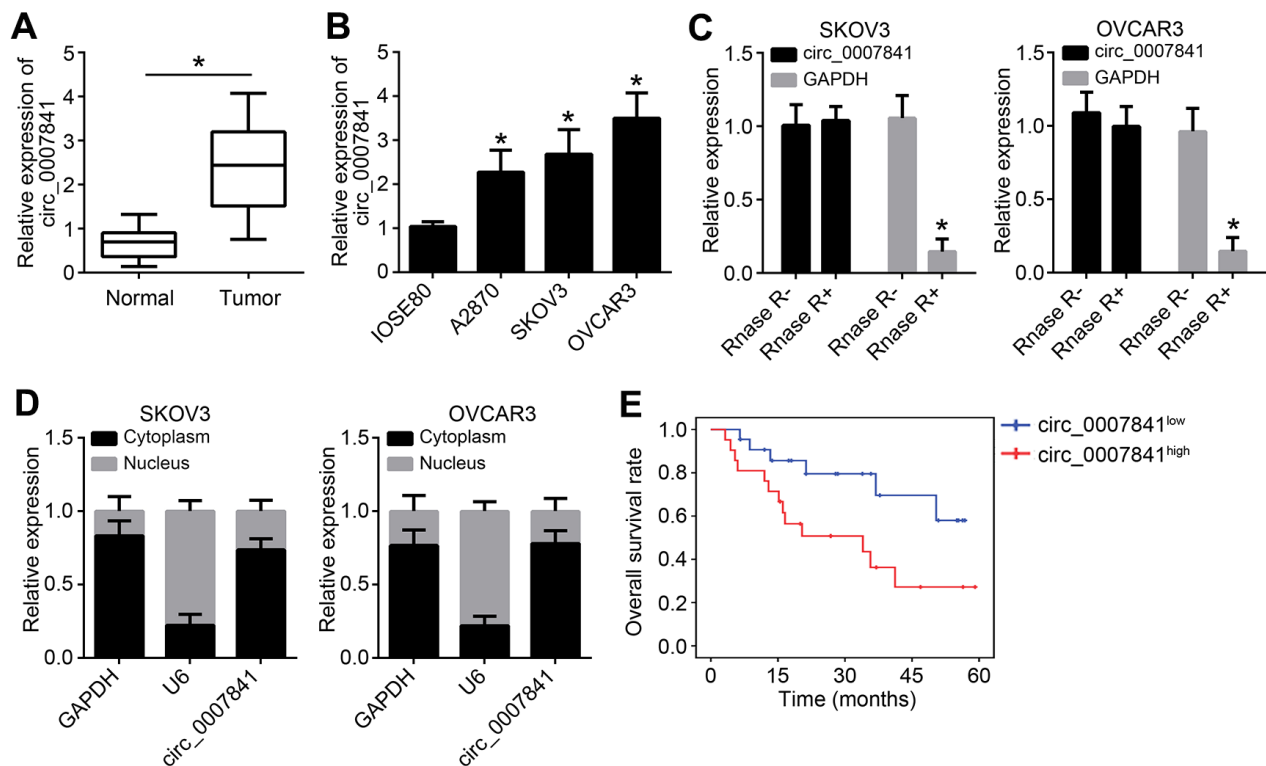 A
Relative expression of
circ_0007841
5
4
3
2
1
0
*
Normal
Tumor
B
Relative expression of
circ_0007841
5
4
3
2
1
0
*
*
*
IOSE80
A2870
SKOV3
OVCAR3
C
SKOV3
circ_0007841
GAPDH
Relative expression
1.5
1.0
0.5
0.0
*
Rnase R-
Rnase R+
Rnase R-
Rnase R+
OVCAR3
circ_0007841
GAPDH
Relative expression
1.5
1.0
0.5
0.0
*
Rnase R-
Rnase R+
Rnase R-
Rnase R+
D
SKOV3
Cytoplasm
Nucleus
Relative expression
1.5
1.0
0.5
0.0
GAPDH
U6
circ_0007841
OVCAR3
Cytoplasm
Nucleus
Relative expression
1.5
1.0
0.5
0.0
GAPDH
U6
circ_0007841
E
Overall survival rate
1.0
0.8
0.6
0.4
0.2
0.0
0 15 30 45 60
Time (months)
circ_0007841low
circ_0007841high